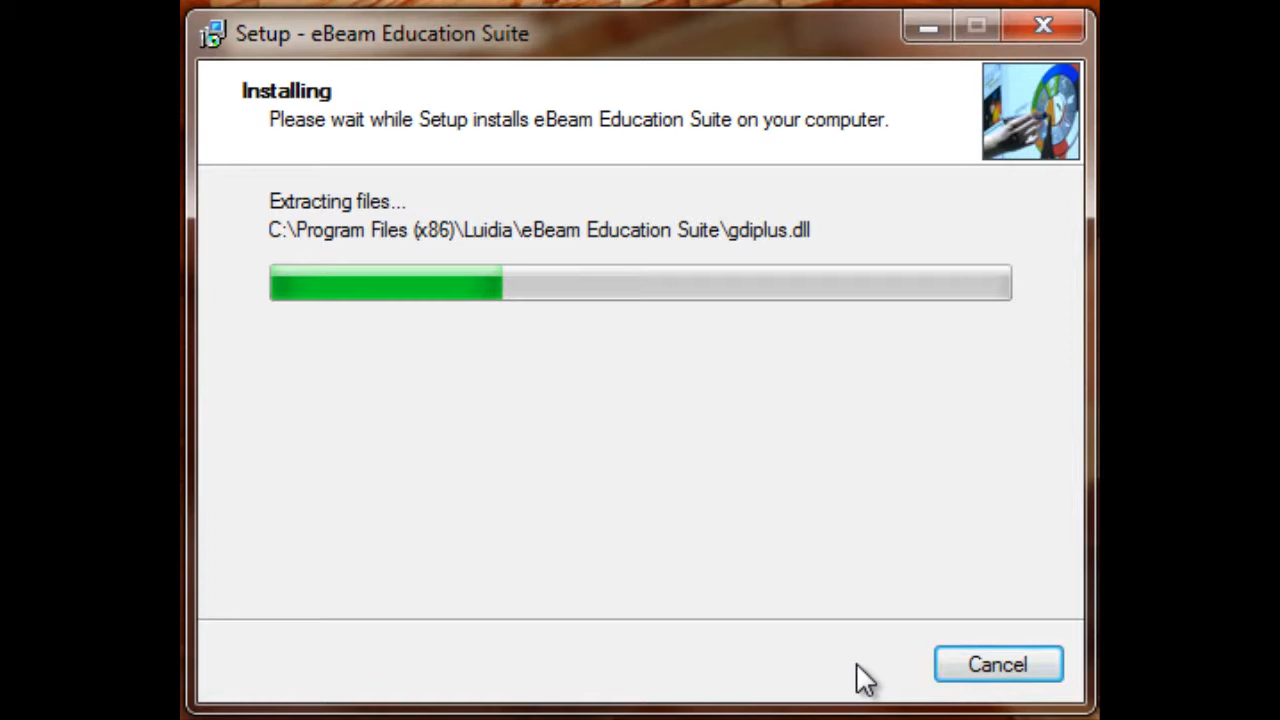 Setup - eBeam Education Suite
Installing
Please wait while Setup installs eBeam Education Suite on your computer.
Extracting files...
C:\Program Files (x86)\Luidia\eBeam Education Suite\gdiplus.dll
Cancel